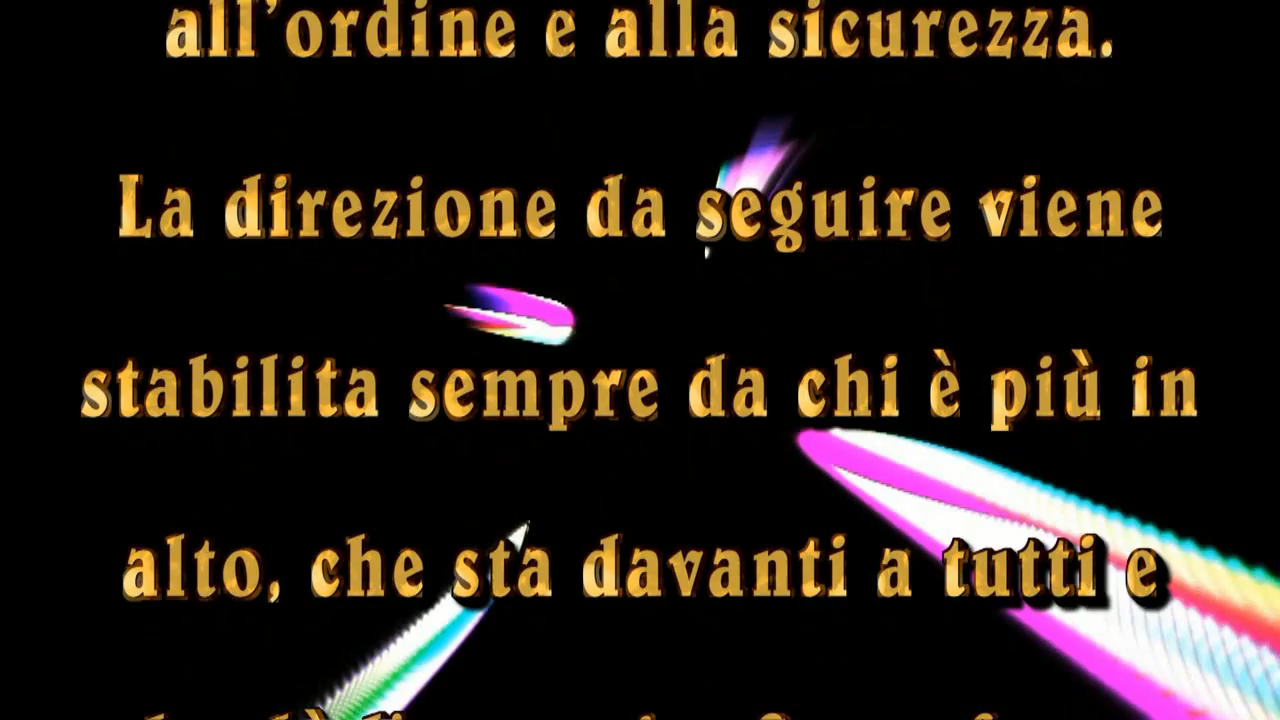 all'ordine e alla sicurezza.
La direzione da seguire viene
stabilita sempre da chi è più in
alto, che sta davanti a tutti e